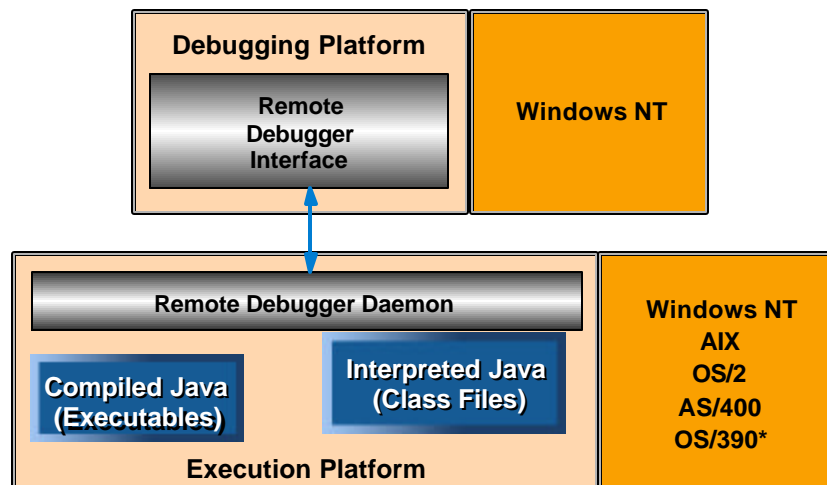 Debugging Platform
Remote
Debugger
Interface
Windows NT
Remote Debugger Daemon
Compiled Java
(Executables)
Interpreted Java
(Class Files)
Execution Platform
Windows NT
AIX
OS/2
AS/400
OS/390*